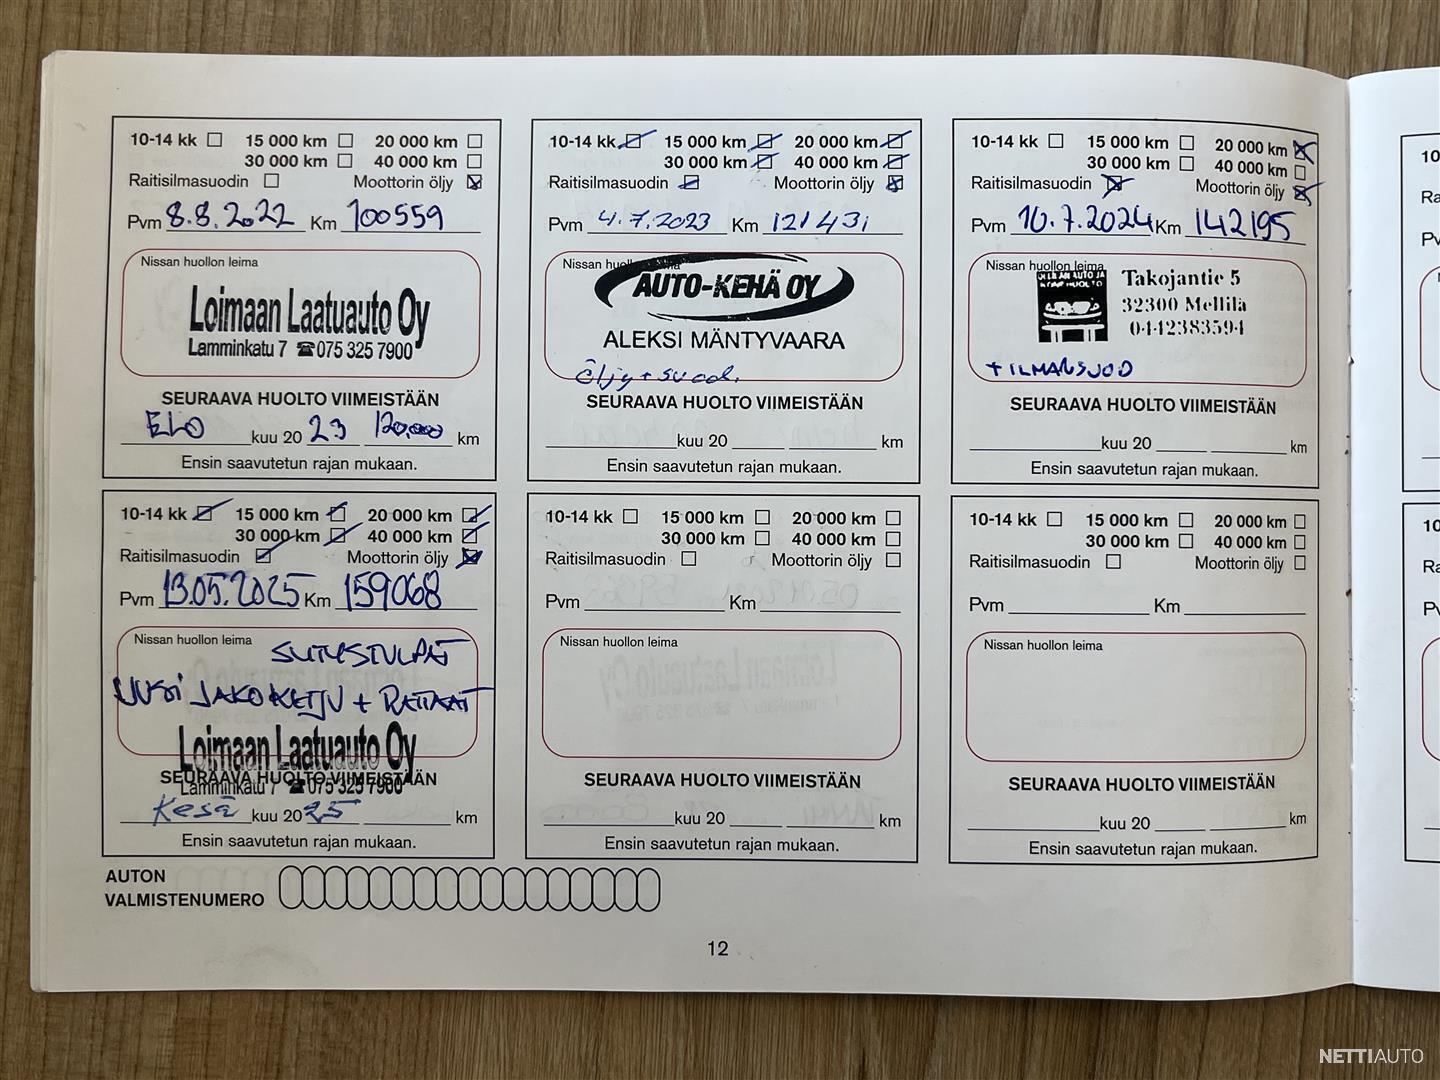 10-14 kk 15 000 km 20 000 km
30 000 km 40 000 km
Raitisilmasuodin Moottorin öljy
Pvm 8.8.2022 Km 100559
Nissan huollon leima
Loimaan Laatuauto Oy
Lamminkatu 7 ☎075 325 7900
SEURAAVA HUOLTO VIIMEISTÄÄN
ELO kuu 20 23 120.000 km
Ensin saavutetun rajan mukaan.
10-14 kk 15 000 km 20 000 km
30 000 km 40 000 km
Raitisilmasuodin Moottorin öljy
Pvm 4.7.2023 Km 121431
Nissan huollon leima
AUTO-KEHÄ OY
ALEKSI MÄNTYVAARA
Öljy + suod.
SEURAAVA HUOLTO VIIMEISTÄÄN
kuu 20 km
Ensin saavutetun rajan mukaan.
10-14 kk 15 000 km 20 000 km
30 000 km 40 000 km
Raitisilmasuodin Moottorin öljy
Pvm 10.7.2024 Km 142195
Nissan huollon leima
Takojantie 5
32300 Mellilä
0442383594
+ ILMANSUOD
SEURAAVA HUOLTO VIIMEISTÄÄN
kuu 20 km
Ensin saavutetun rajan mukaan.
10-14 kk 15 000 km 20 000 km
30 000 km 40 000 km
Raitisilmasuodin Moottorin öljy
Pvm 13.05.2025 Km 159068
Nissan huollon leima
SYTYSTULPAT
UUSI JAKOKETJU + RATTAAT
Loimaan Laatuauto Oy
SEURAAVA HUOLTO VIIMEISTÄÄN
Lamminkatu 7 ☎075 325 7900
Kesä kuu 20 25 km
Ensin saavutetun rajan mukaan.
10-14 kk 15 000 km 20 000 km
30 000 km 40 000 km
Raitisilmasuodin Moottorin öljy
Pvm Km
Nissan huollon leima
SEURAAVA HUOLTO VIIMEISTÄÄN
kuu 20 km
Ensin saavutetun rajan mukaan.
10-14 kk 15 000 km 20 000 km
30 000 km 40 000 km
Raitisilmasuodin Moottorin öljy
Pvm Km
Nissan huollon leima
SEURAAVA HUOLTO VIIMEISTÄÄN
kuu 20 km
Ensin saavutetun rajan mukaan.
AUTON
VALMISTENUMERO
12
NETTIAUTO